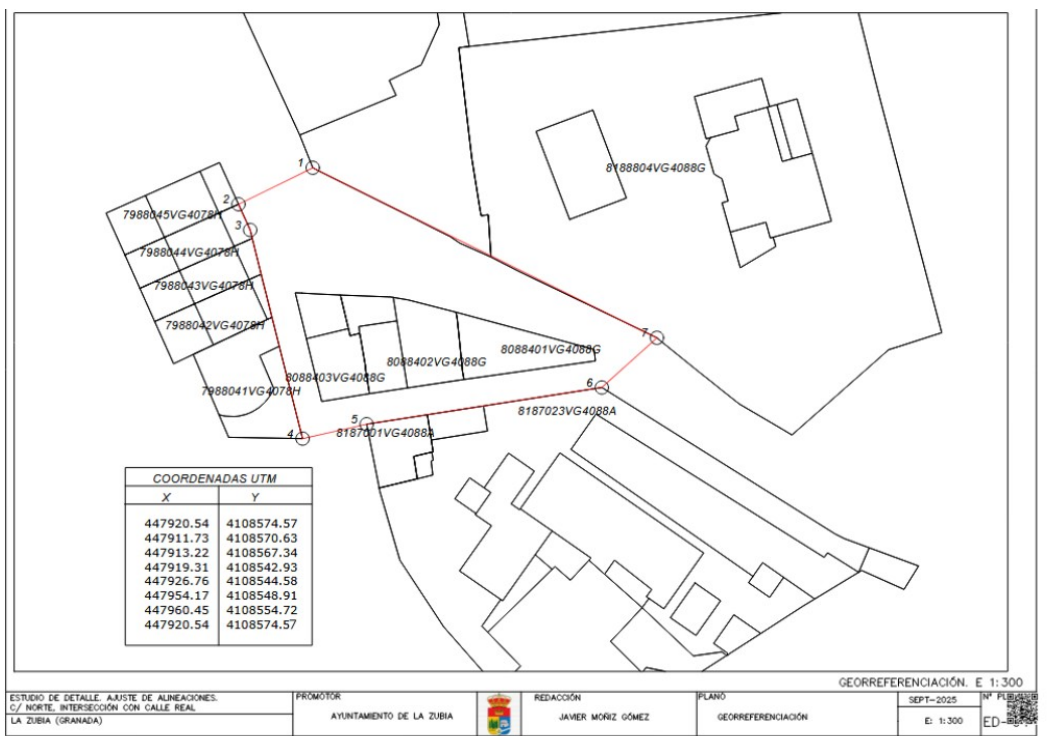 1
8188804VG4088G
2
7988045VG4078H
3
7988044VG4078H
7988043VG4078H
7988042VG4078H
7
8088401VG4088G
8088402VG4088G
8088403VG4088G
6
7988041VG4078H
8187023VG4088A
5
8187001VG4088A
4
COORDENADAS UTM
X Y
447920.54 4108574.57
447911.73 4108570.63
447913.22 4108567.34
447919.31 4108542.93
447926.76 4108544.58
447954.17 4108548.91
447960.45 4108554.72
447920.54 4108574.57
GEORREFERENCIACIÓN. E 1:300
ESTUDIO DE DETALLE. AJUSTE DE ALINEACIONES.
C/ NORTE, INTERSECCIÓN CON CALLE REAL
LA ZUBIA (GRANADA)
PROMOTOR
AYUNTAMIENTO DE LA ZUBIA
REDACCIÓN
JAVIER MOÑIZ GÓMEZ
PLANO
GEORREFERENCIACIÓN
SEPT-2025
E: 1:300
Nº
ED-